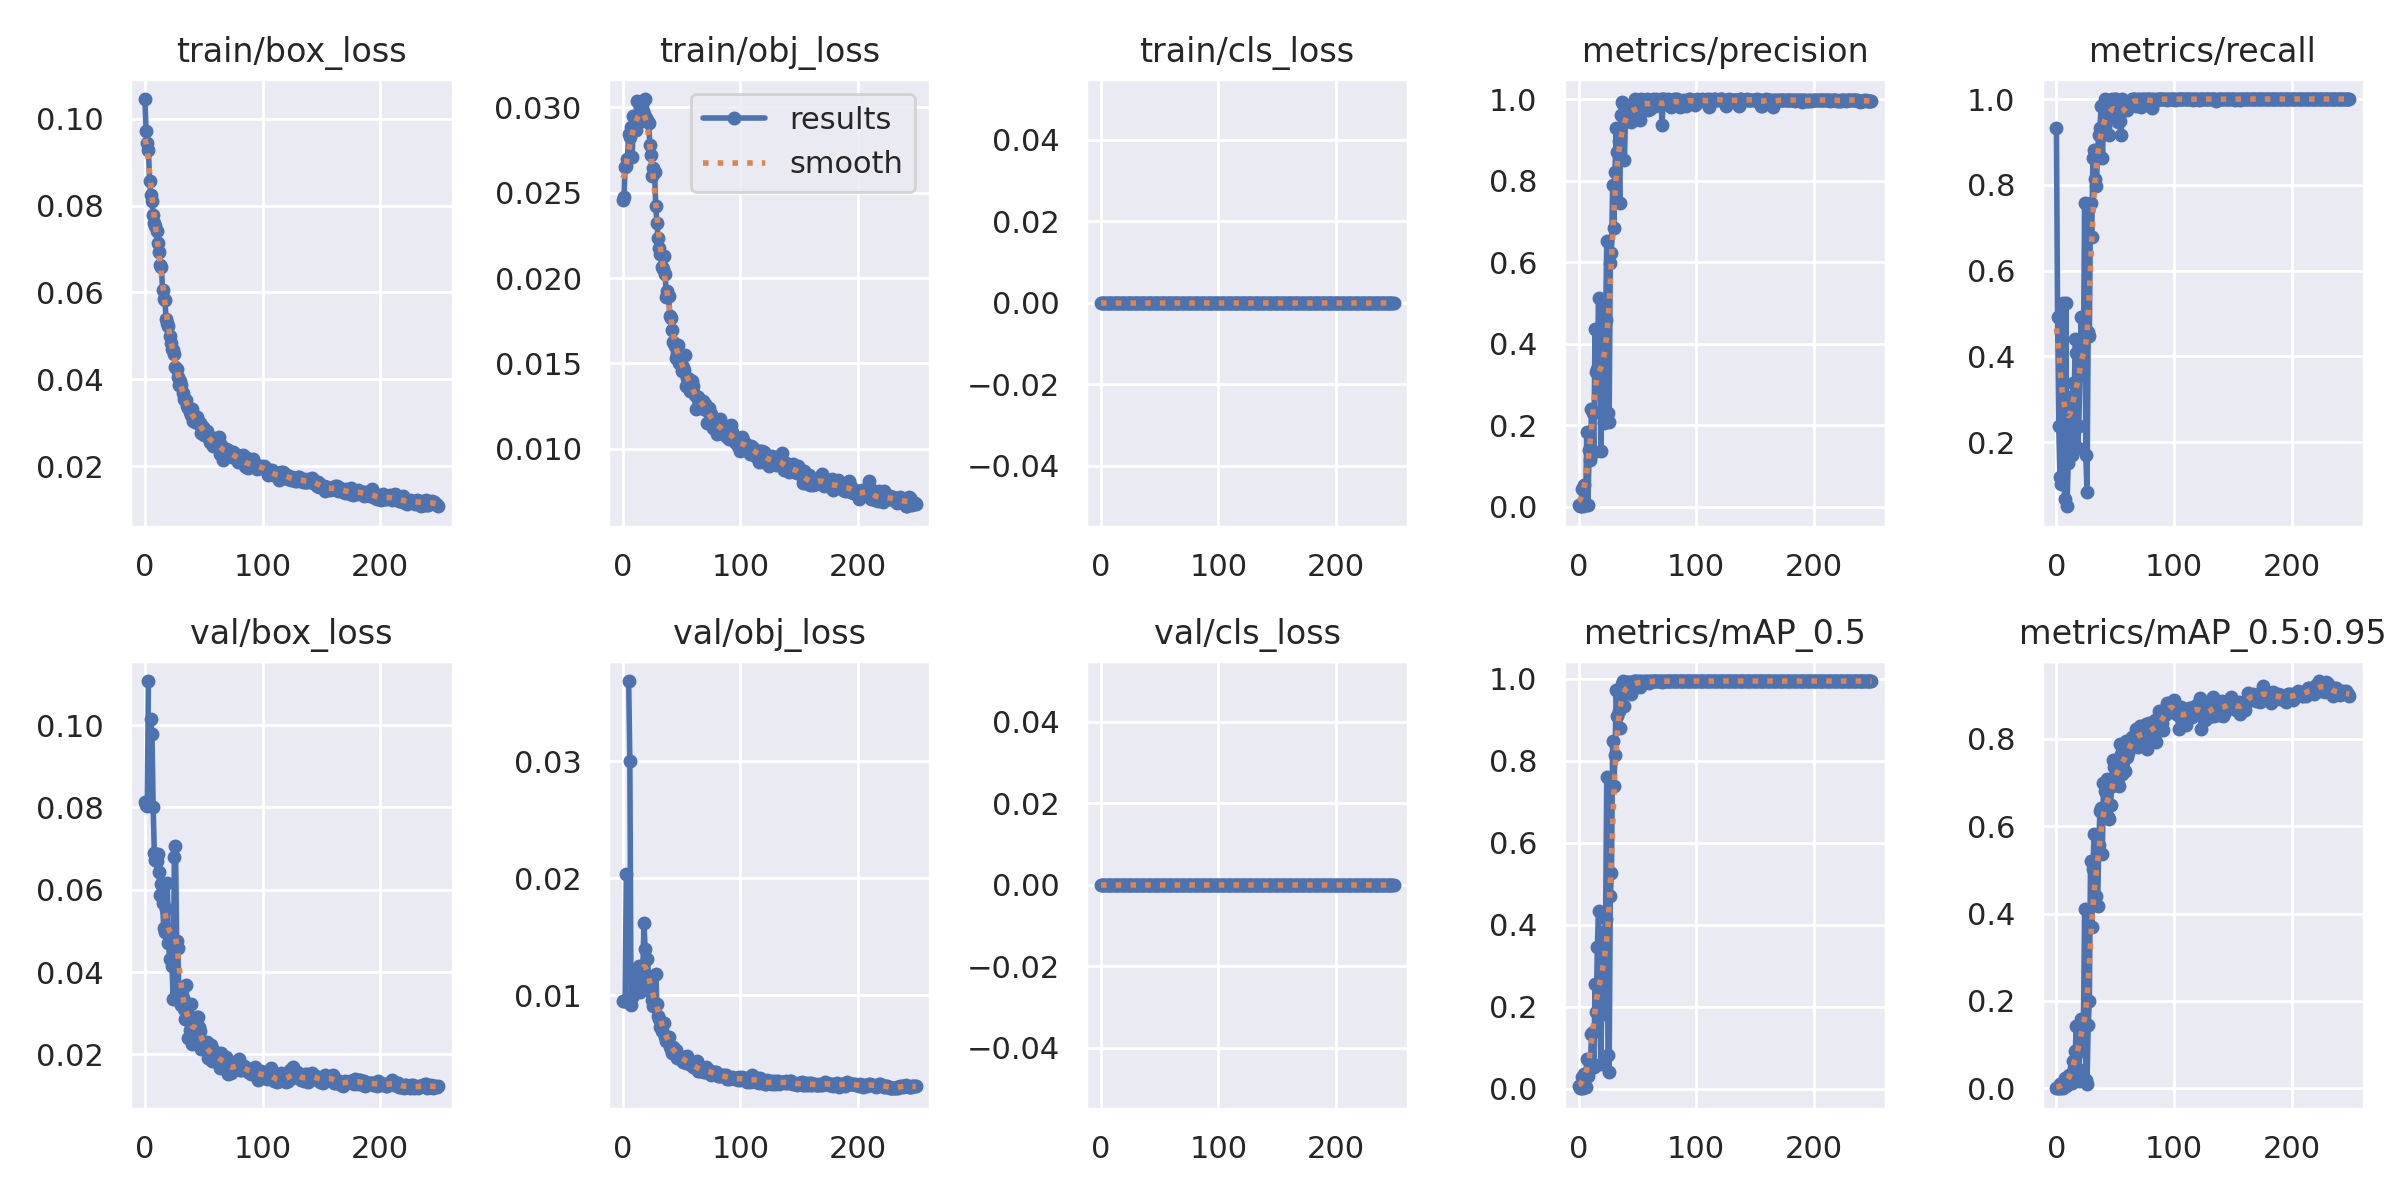 train/box_loss
train/obj_loss
train/cls_loss
metrics/precision
metrics/recall
0.10
0.08
0.06
0.04
0.02
0 100 200
0.030
0.025
0.020
0.015
0.010
results
smooth
0 100 200
0.04
0.02
0.00
−0.02
−0.04
0 100 200
1.0
0.8
0.6
0.4
0.2
0.0
0 100 200
1.0
0.8
0.6
0.4
0.2
0 100 200
val/box_loss
val/obj_loss
val/cls_loss
metrics/mAP_0.5
metrics/mAP_0.5:0.95
0.10
0.08
0.06
0.04
0.02
0 100 200
0.03
0.02
0.01
0 100 200
0.04
0.02
0.00
−0.02
−0.04
0 100 200
1.0
0.8
0.6
0.4
0.2
0.0
0 100 200
0.8
0.6
0.4
0.2
0.0
0 100 200